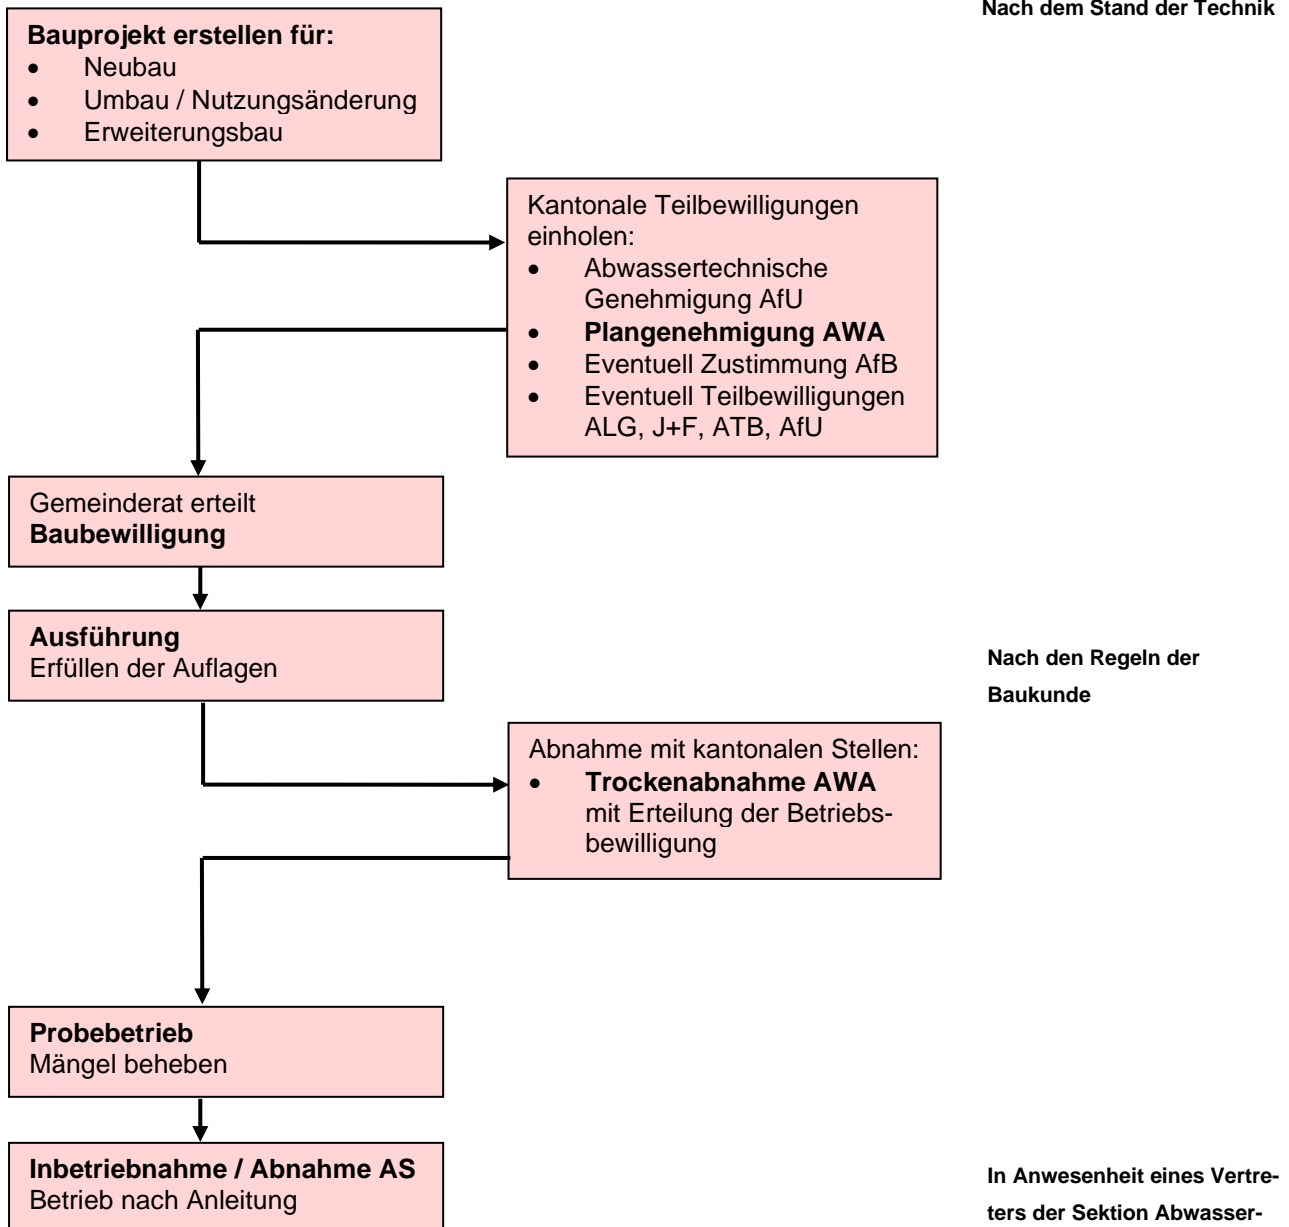 Nach dem Stand der Technik
Bauprojekt erstellen für:
• Neubau
• Umbau / Nutzungsänderung
• Erweiterungsbau
Kantonale Teilbewilligungen
einholen:
• Abwassertechnische
Genehmigung AfU
• Plangenehmigung AWA
• Eventuell Zustimmung AfB
• Eventuell Teilbewilligungen
ALG, J+F, ATB, AfU
Gemeinderat erteilt
Baubewilligung
Ausführung
Erfüllen der Auflagen
Nach den Regeln der
Baukunde
Abnahme mit kantonalen Stellen:
• Trockenabnahme AWA
mit Erteilung der Betriebs-
bewilligung
Probebetrieb
Mängel beheben
Inbetriebnahme / Abnahme AS
Betrieb nach Anleitung
In Anwesenheit eines Vertre-
ters der Sektion Abwasser-